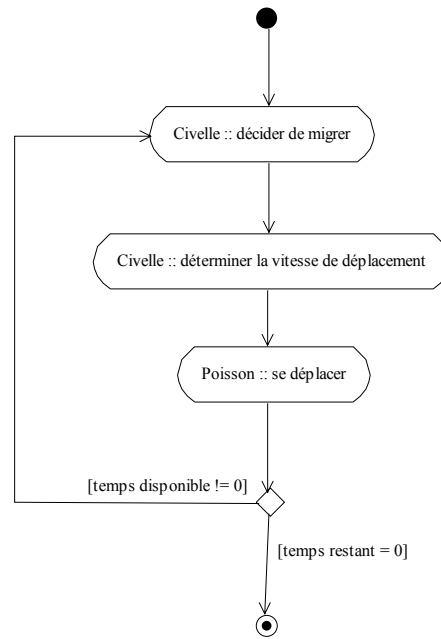 Civelle :: décider de migrer
Civelle :: déterminer la vitesse de déplacement
Poisson :: se déplacer
[temps disponible != 0]
[temps restant = 0]